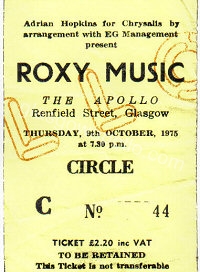 Adrian Hopkins for Chrysalis by
arrangement with EG Management
present
ROXY MUSIC
THE APOLLO
Renfield Street, Glasgow
THURSDAY, 9th OCTOBER, 1975
at 7.30 p.m.
CIRCLE
C No 44
TICKET £2.20 inc VAT
TO BE RETAINED
This Ticket is not transferable